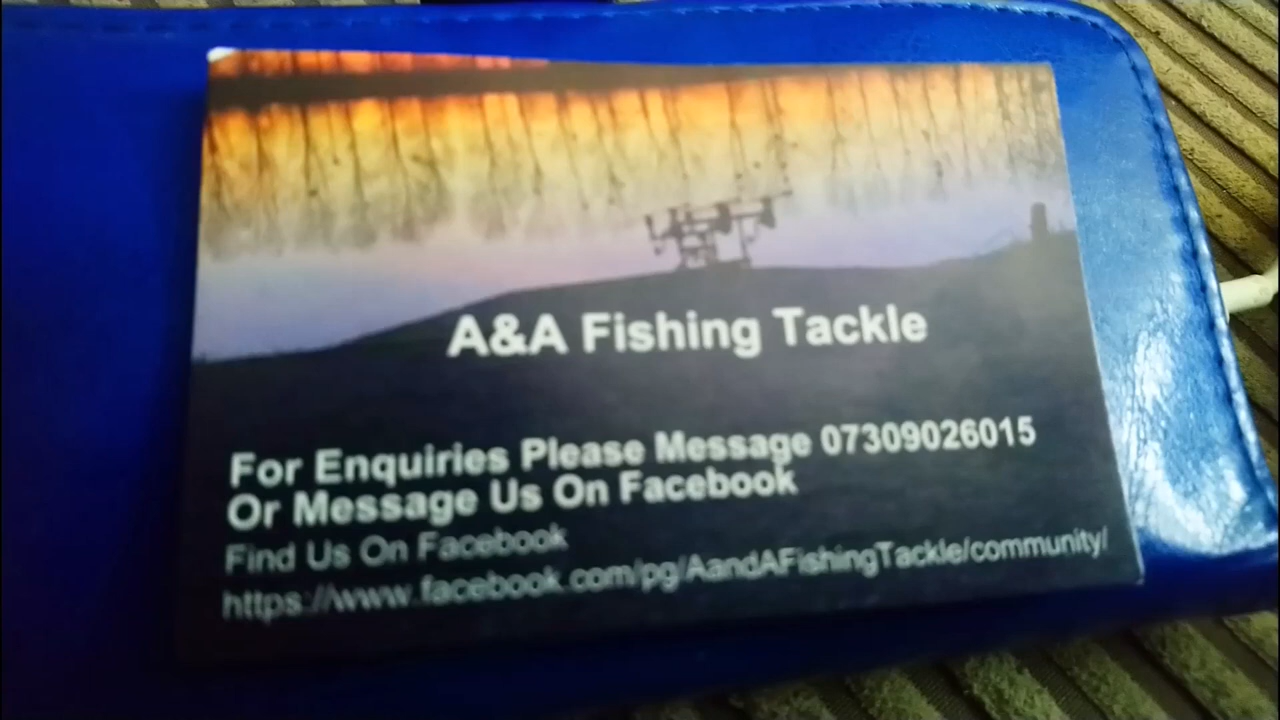 A&A Fishing Tackle
For Enquiries Please Message 07309026015
Or Message Us On Facebook
Find Us On Facebook
https://www.facebook.com/pg/AandAFishingTackle/community/